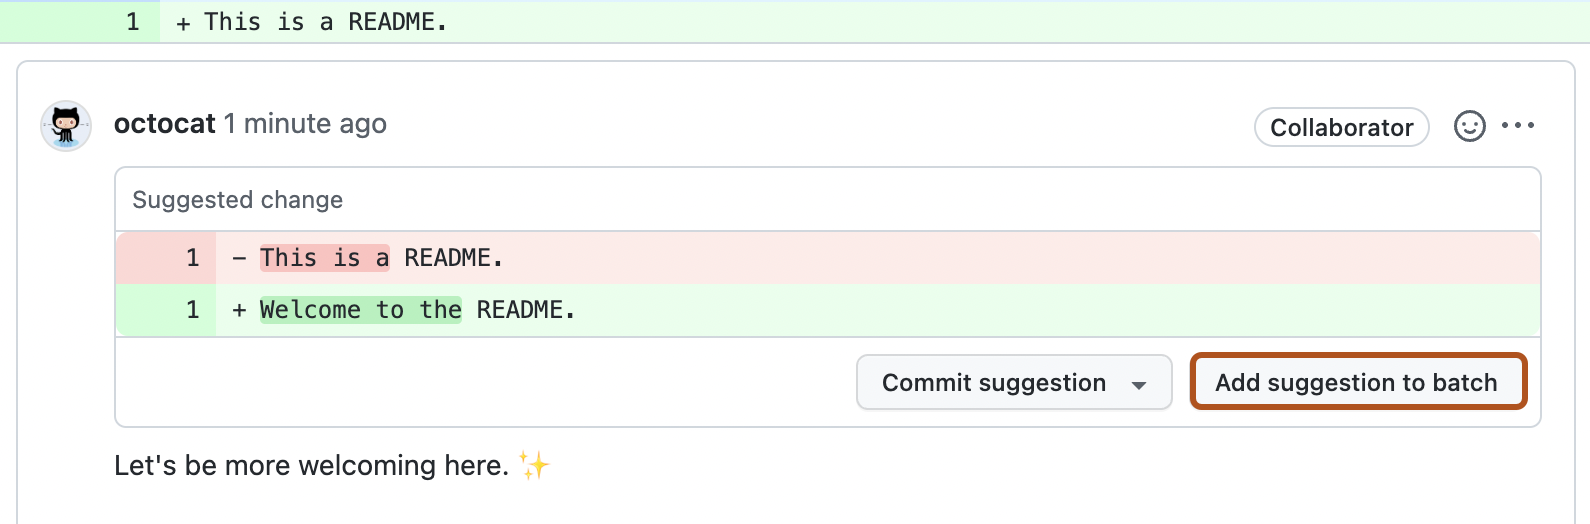 1 + This is a README.
octocat 1 minute ago Collaborator
Suggested change
1 - This is a README.
1 + Welcome to the README.
Commit suggestion Add suggestion to batch
Let's be more welcoming here. ✨